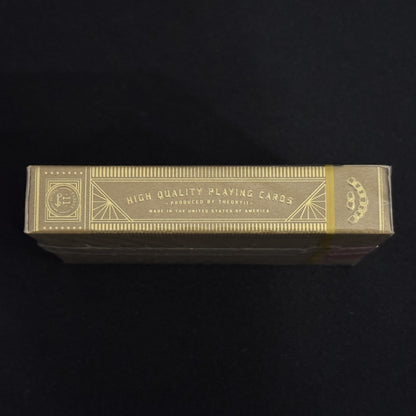 HIGH QUALITY PLAYING CARDS
PRODUCED BY THEORY11
MADE IN THE UNITED STATES OF AMERICA